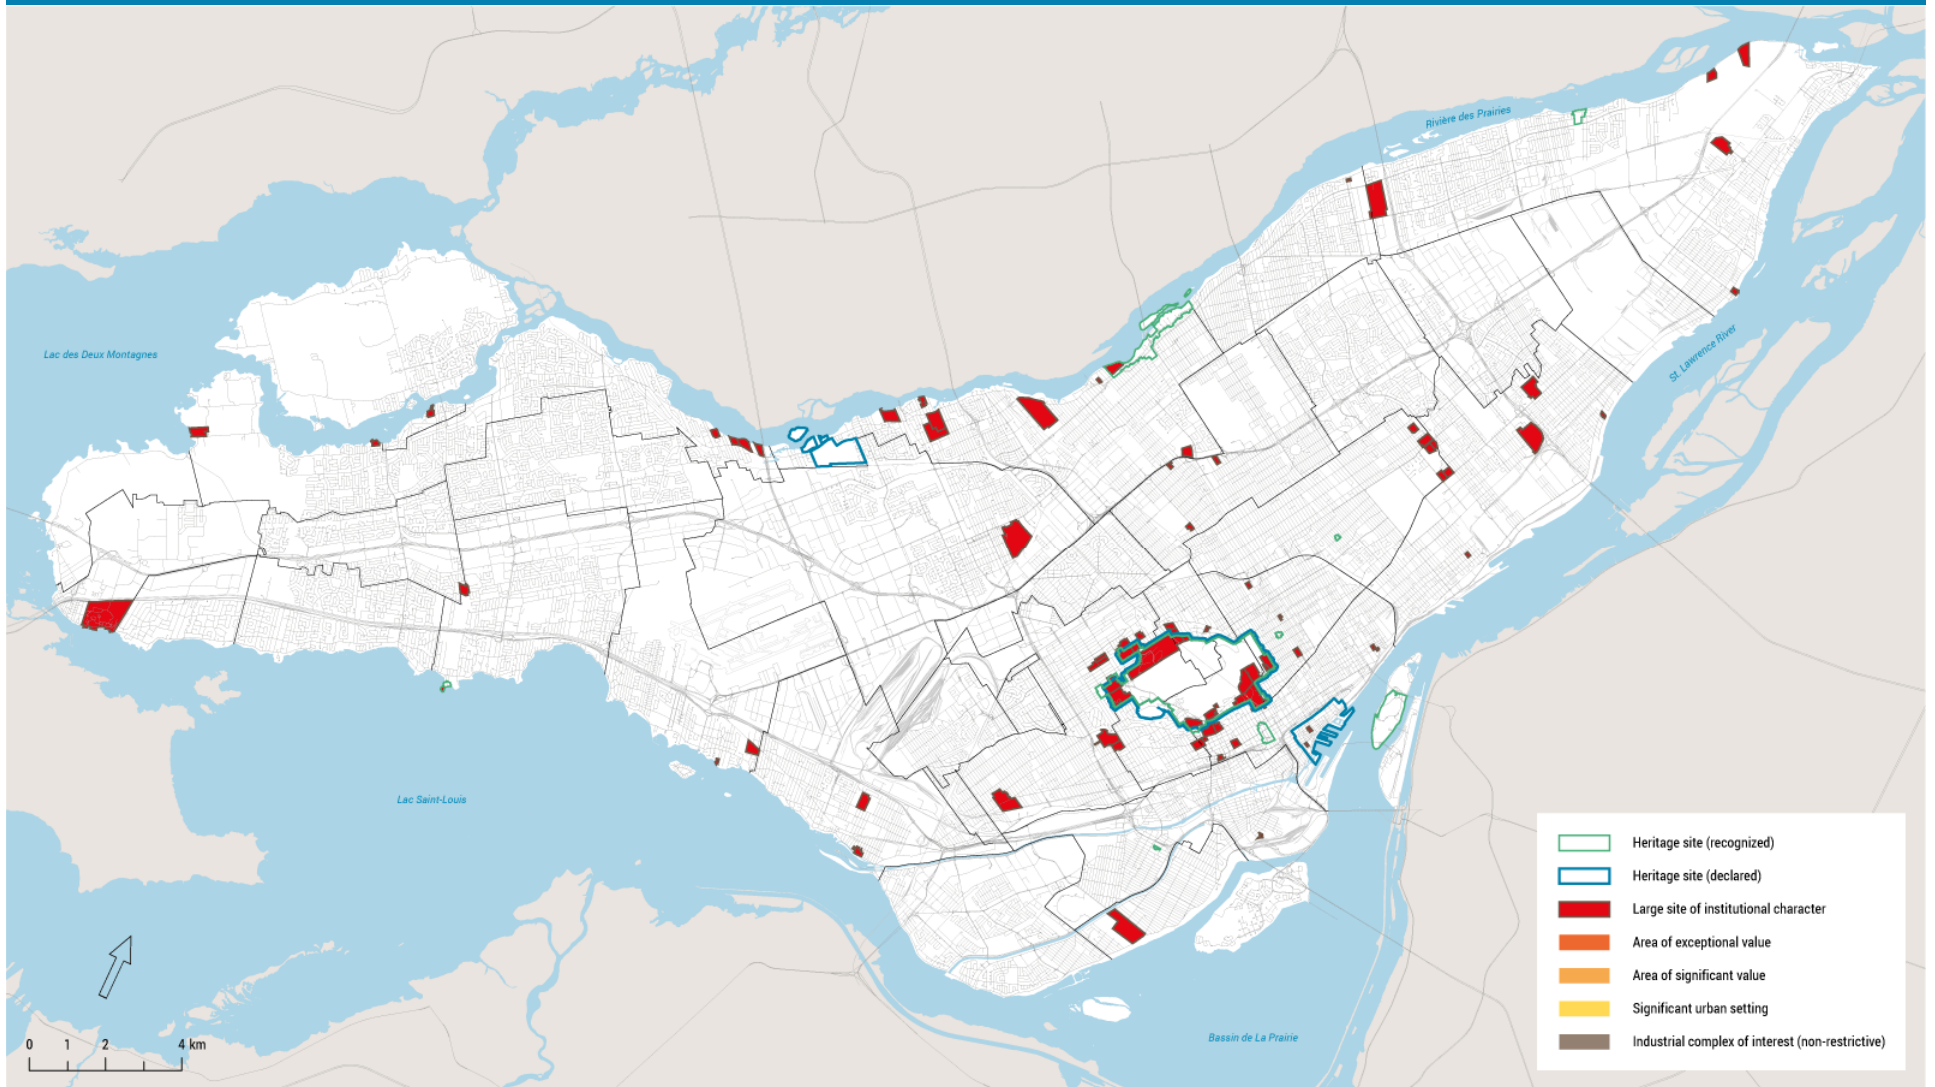 Rivière des Prairies
Lac des Deux Montagnes
St. Lawrence River
Lac Saint-Louis
Bassin de La Prairie
0 1 2 4 km
Heritage site (recognized)
Heritage site (declared)
Large site of institutional character
Area of exceptional value
Area of significant value
Significant urban setting
Industrial complex of interest (non-restrictive)